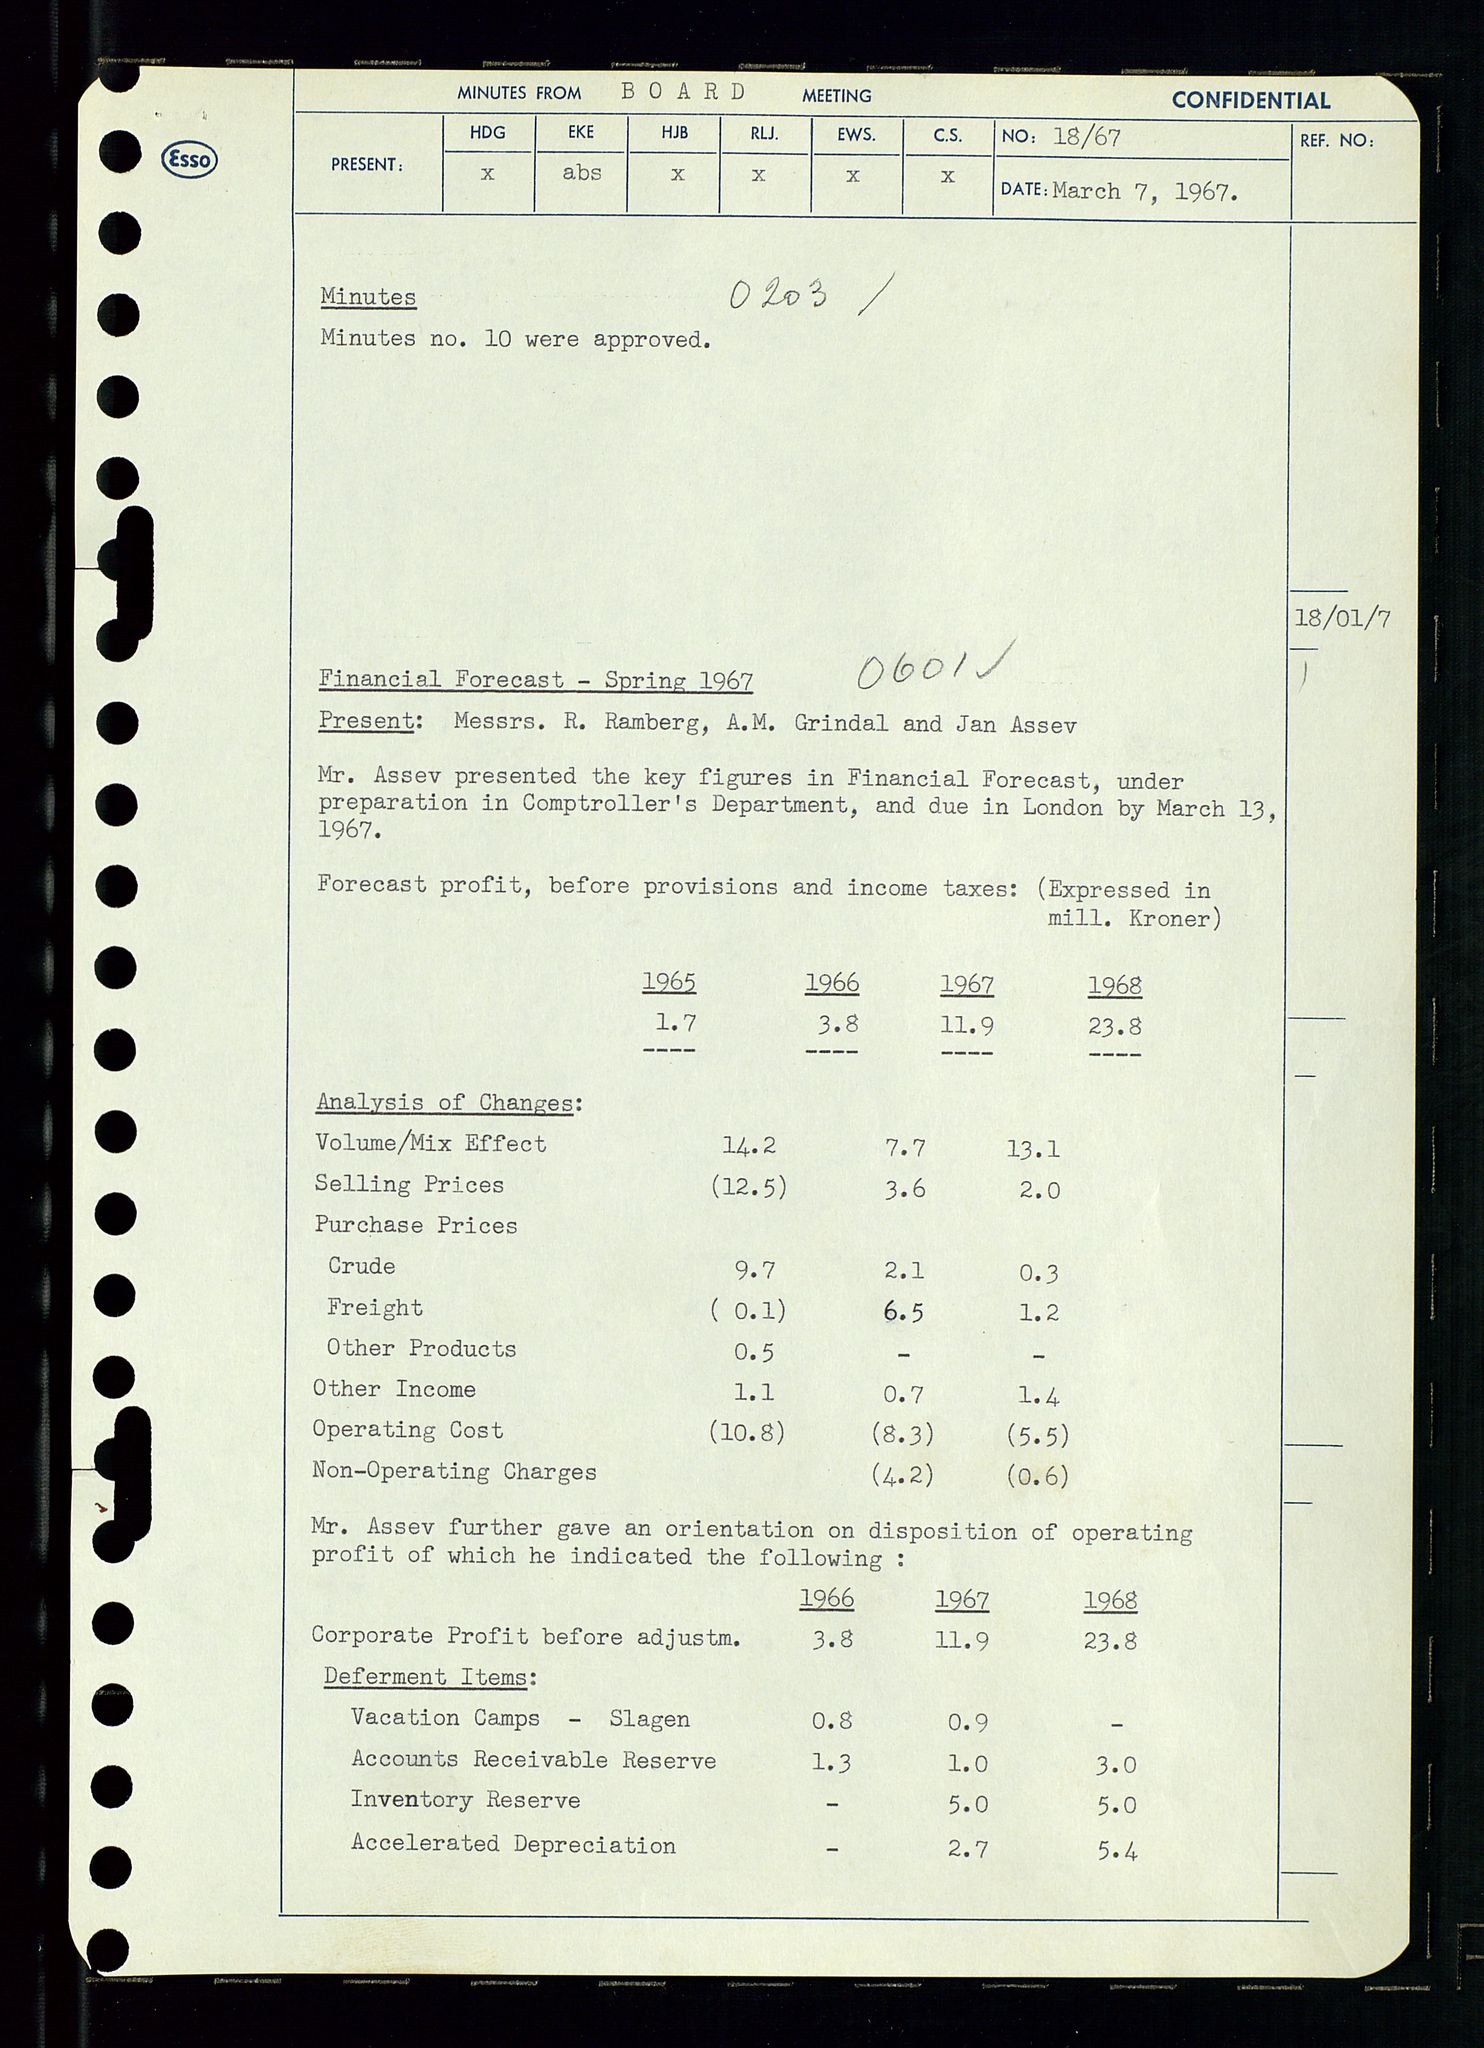 MINUTES FROM BOARD MEETING CONFIDENTIAL
Esso
PRESENT: HDG EKE HJB RLJ. EWS. C.S. NO: 18/67 REF. NO:
x abs x x x x DATE: March 7, 1967.
Minutes 0203 /
Minutes no. 10 were approved.
18/01/7
Financial Forecast - Spring 1967 0601 ✓
Present: Messrs. R. Ramberg, A.M. Grindal and Jan Assev
Mr. Assev presented the key figures in Financial Forecast, under
preparation in Comptroller's Department, and due in London by March 13,
1967.
Forecast profit, before provisions and income taxes: (Expressed in
mill. Kroner)
1965 1966 1967 1968
1.7 3.8 11.9 23.8
---- ---- ---- ----
Analysis of Changes:
Volume/Mix Effect 14.2 7.7 13.1
Selling Prices (12.5) 3.6 2.0
Purchase Prices
Crude 9.7 2.1 0.3
Freight ( 0.1) 6.5 1.2
Other Products 0.5 - -
Other Income 1.1 0.7 1.4
Operating Cost (10.8) (8.3) (5.5)
Non-Operating Charges (4.2) (0.6)
Mr. Assev further gave an orientation on disposition of operating
profit of which he indicated the following :
1966 1967 1968
Corporate Profit before adjustm. 3.8 11.9 23.8
Deferment Items:
Vacation Camps - Slagen 0.8 0.9 -
Accounts Receivable Reserve 1.3 1.0 3.0
Inventory Reserve - 5.0 5.0
Accelerated Depreciation - 2.7 5.4